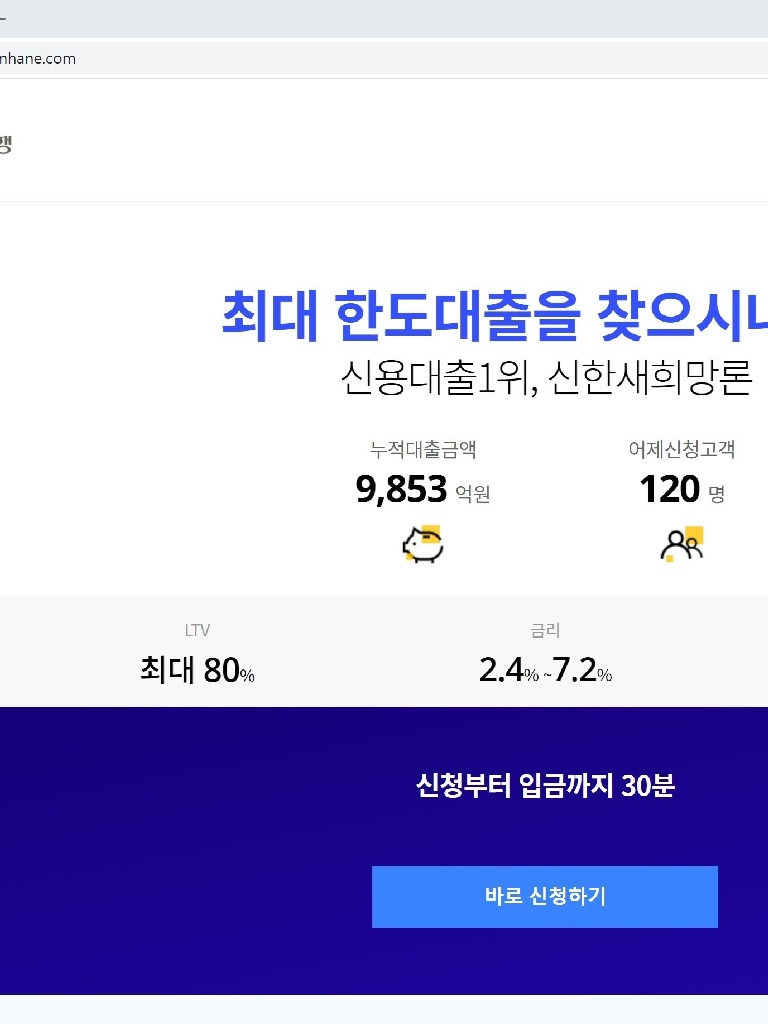 nhane.com
행
최대 한도대출을 찾으시나
신용대출1위, 신한새희망론
누적대출금액
어제신청고객
9,853 억원
120 명
LTV
금리
최대 80%
2.4% ~7.2%
신청부터 입금까지 30분
바로 신청하기